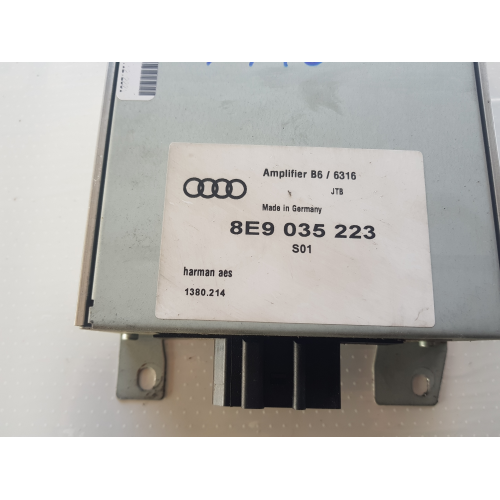 Amplifier B6 / 6316
JTB
Made in Germany
8E9 035 223
S01
harman aes
1380.214